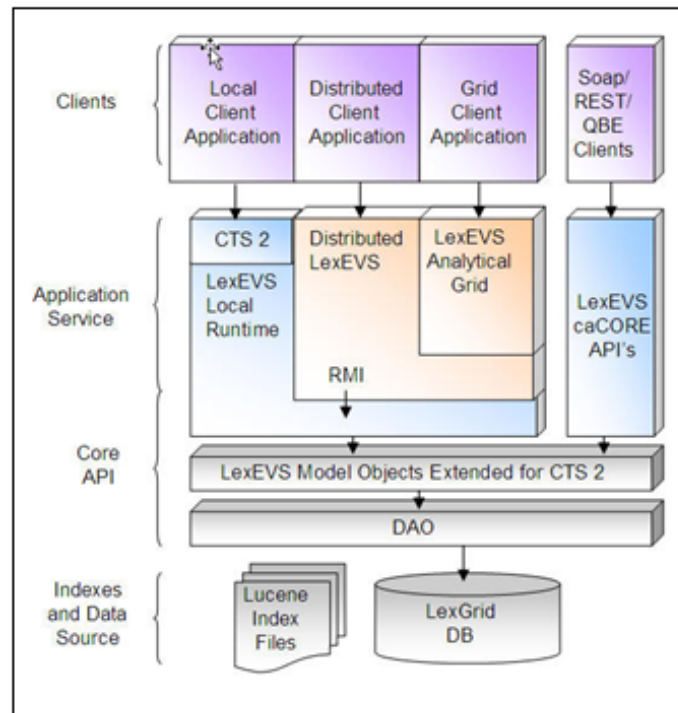 Clients
Local
Client
Application
Distributed
Client
Application
Grid
Client
Application
Soap/
REST/
QBE
Clients
Application
Service
CTS 2
LexEVS
Local
Runtime
Distributed
LexEVS
RMI
LexEVS
Analytical
Grid
LexEVS
caCORE
API's
Core
API
LexEVS Model Objects Extended for CTS 2
DAO
Indexes
and Data
Source
Lucene
Index
Files
LexGrid
DB